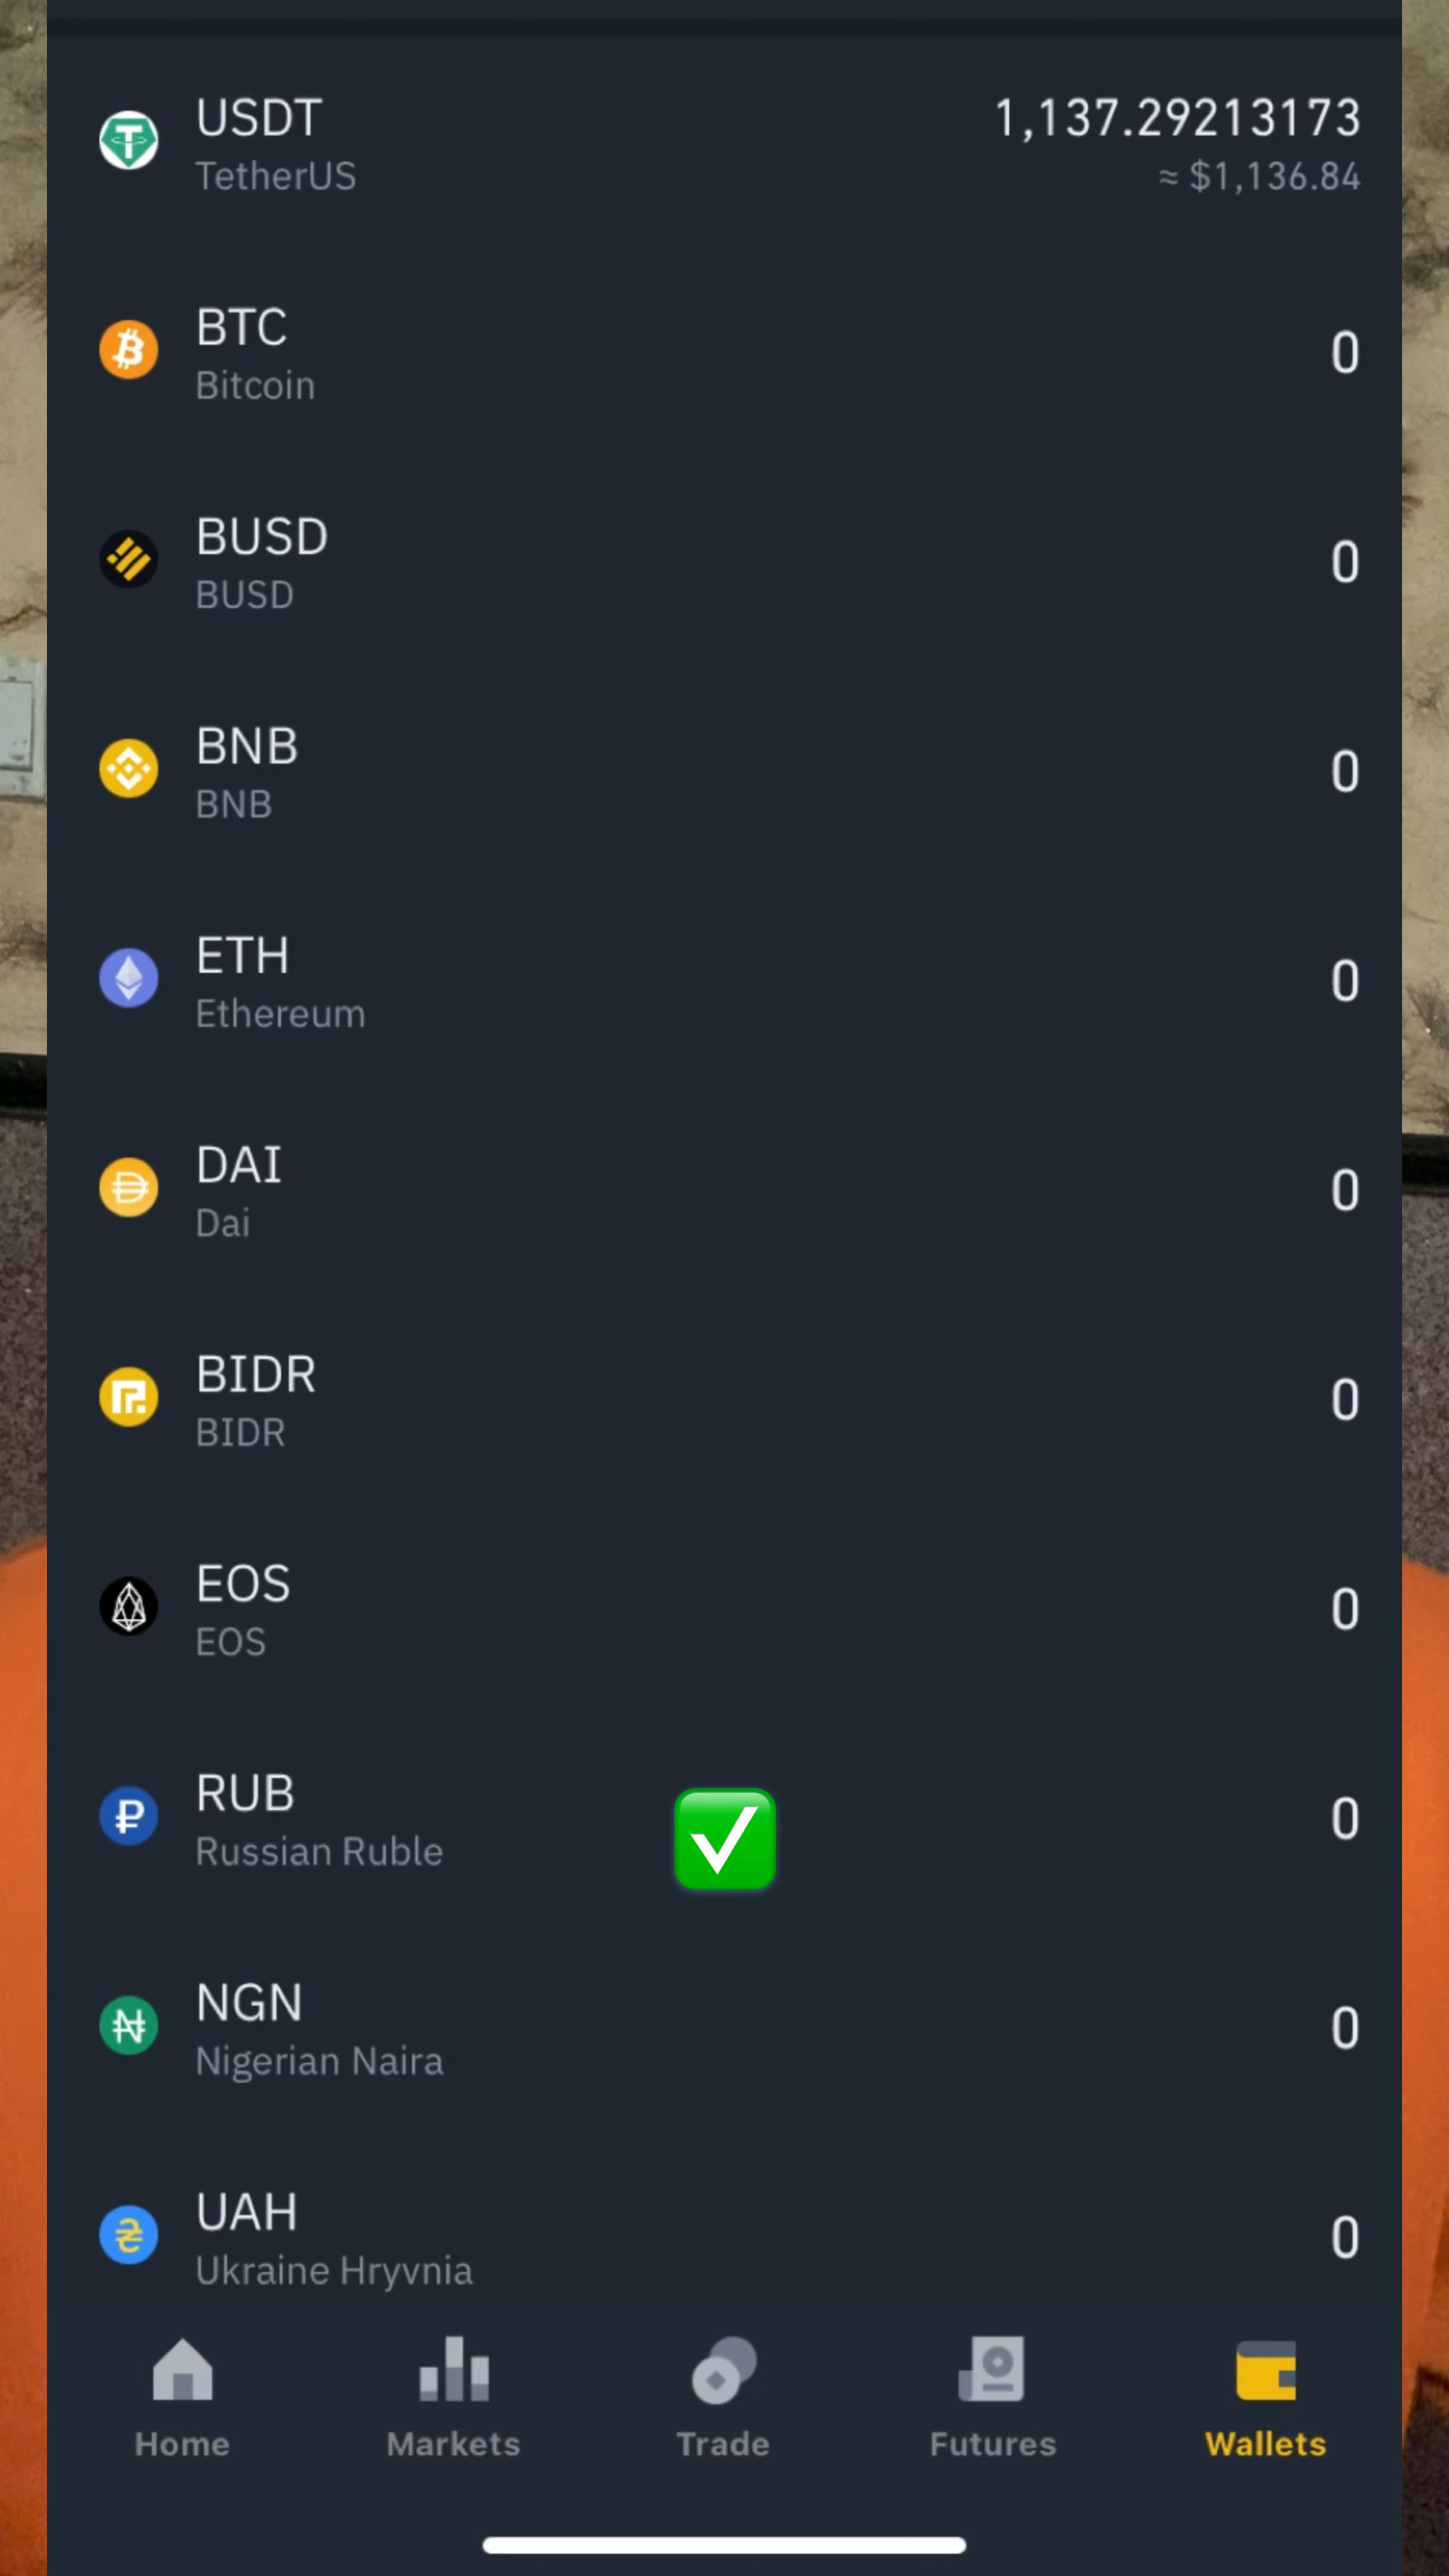 USDT
1,137.29213173
TetherUS
≈ $1,136.84
BTC
0
Bitcoin
BUSD
0
BUSD
BNB
0
BNB
ETH
0
Ethereum
DAI
0
Dai
BIDR
0
BIDR
EOS
0
EOS
RUB
0
Russian Ruble
NGN
0
Nigerian Naira
UAH
0
Ukraine Hryvnia
Home Markets Trade Futures Wallets